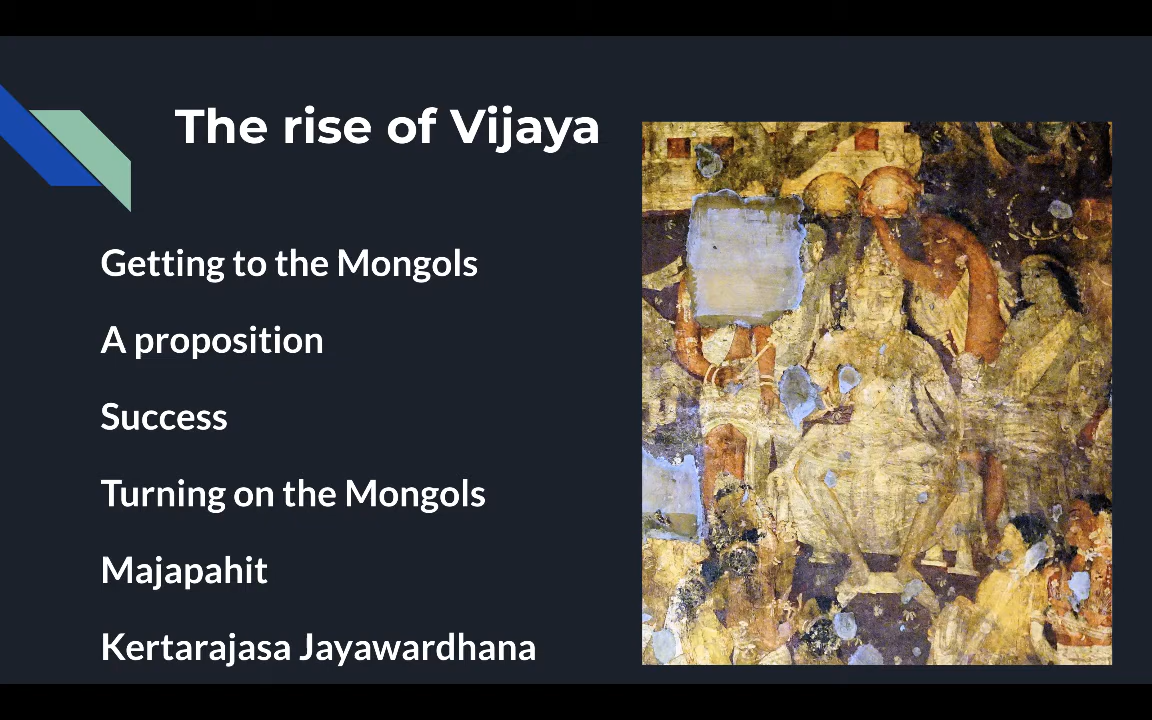 The rise of Vijaya
Getting to the Mongols
A proposition
Success
Turning on the Mongols
Majapahit
Kertarajasa Jayawardhana